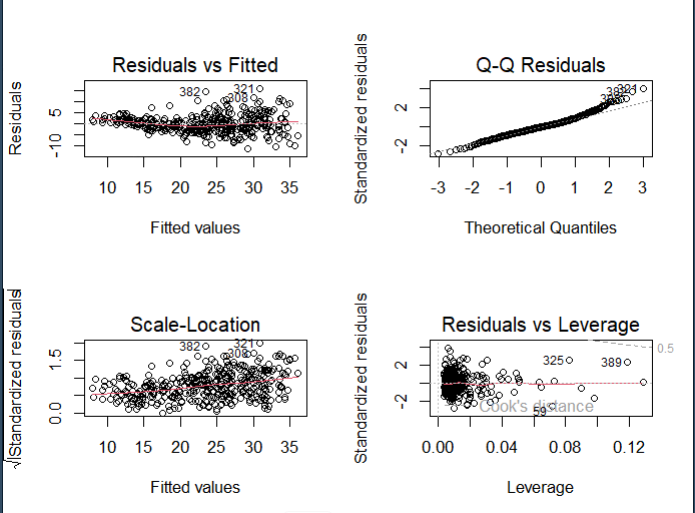 Residuals vs Fitted
Residuals
5
-10
382
321
308
10 15 20 25 30 35
Fitted values
Q-Q Residuals
Standardized residuals
2
-2
321
-3 -2 -1 0 1 2 3
Theoretical Quantiles
Scale-Location
√|Standardized residuals|
1.5
0.0
382
321
308
10 15 20 25 30 35
Fitted values
Residuals vs Leverage
Standardized residuals
2
-2
325
389
0.5
59
Cook's distance
0.00 0.04 0.08 0.12
Leverage